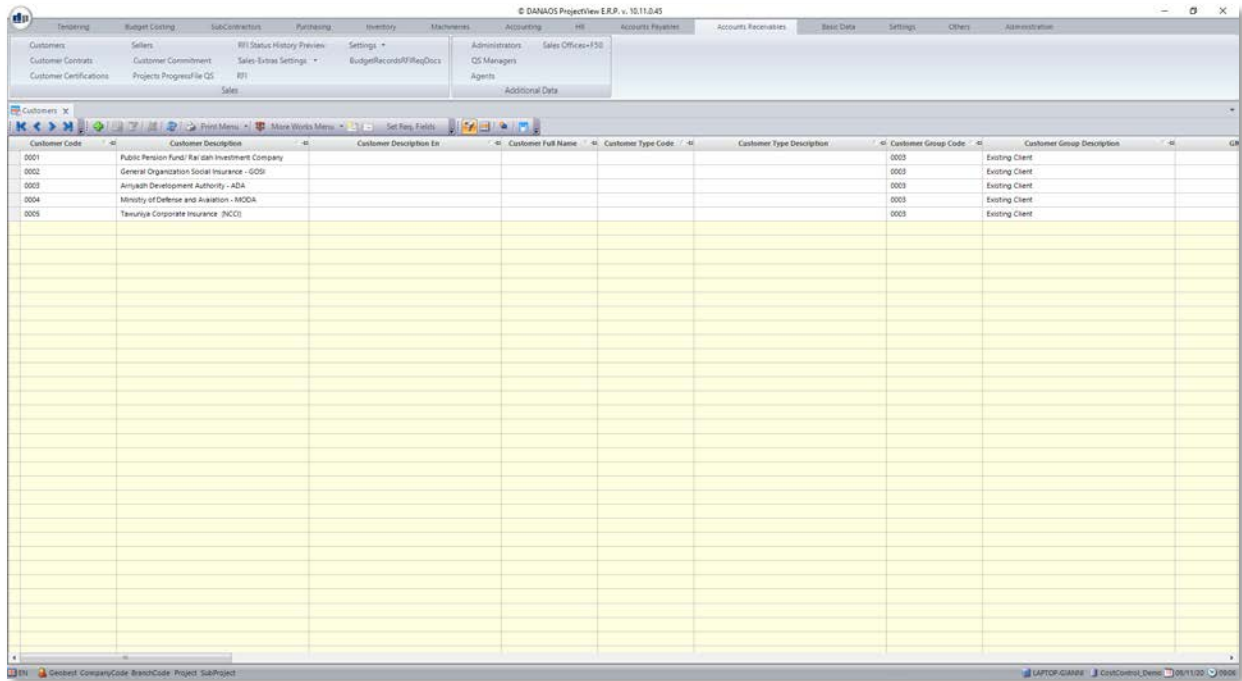 © DANAOS ProjectView E.R.P. v. 10.11.0.45
Tendering Budget Costing SubContractors Purchasing Inventory Machineries Accounting HR Accounts Payables Accounts Receivables Basic Data Settings Others Administration
Customers Sellers RFI Status History Preview Settings Administrators Sales Offices=F50
Customer Contrats Customer Commitment Sales-Extras Settings BudgetRecordsRFIReqDocs QS Managers
Customer Certifications Projects ProgressFile QS RFI Agents
Sales Additional Data
Customers x
Print Menu More Works Menu Set Req. Fields
Customer Code Customer Description Customer Description En Customer Full Name Customer Type Code Customer Type Description Customer Group Code Customer Group Description
0001 Public Pension Fund/ Rai'dah Investment Company 0003 Existing Client
0002 General Organization Social Insurance - GOSI 0003 Existing Client
0003 Arriyadh Development Authority - ADA 0003 Existing Client
0004 Ministry of Defense and Avaiation - MODA 0003 Existing Client
0005 Tawuniya Corporate Insurance (NCCI) 0003 Existing Client
EN Geobest CompanyCode BranchCode Project SubProject LAPTOP-GIANNI CostControl_Demo 06/11/20 09:06